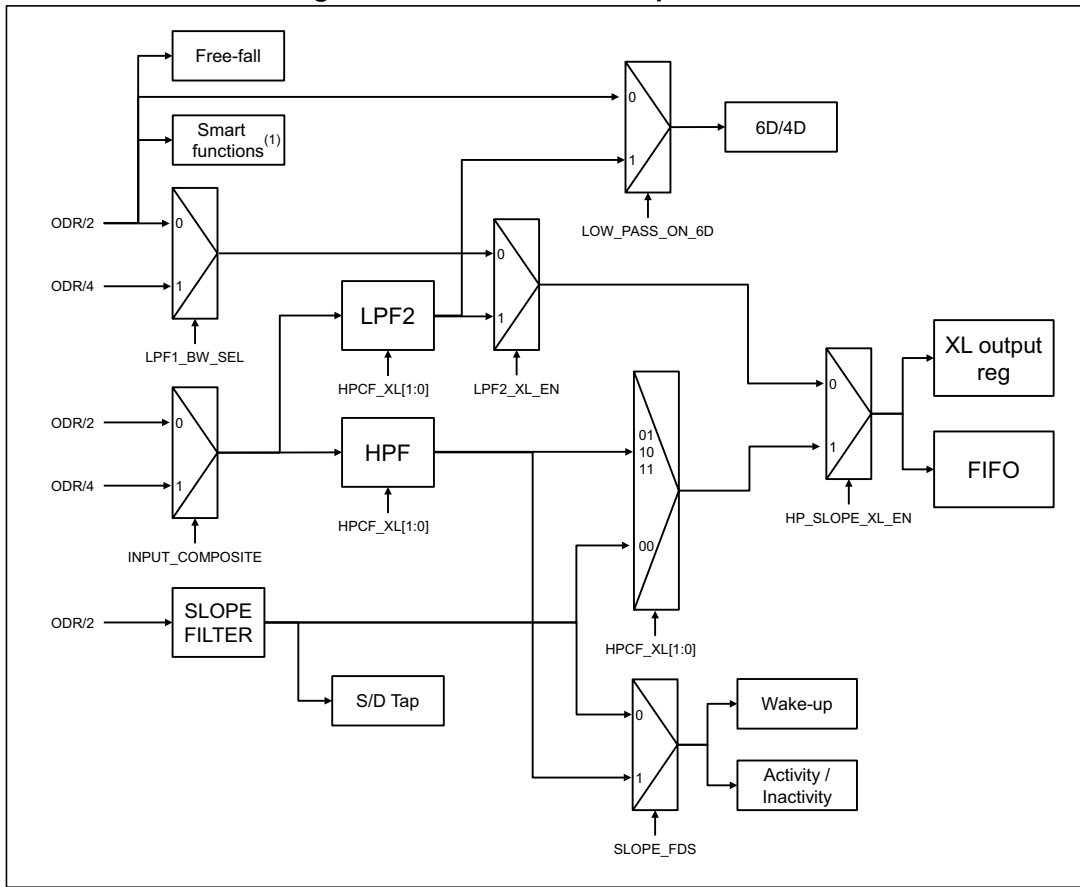 Free-fall
Smart
functions(1)
0
6D/4D
1
ODR/2
0
LOW_PASS_ON_6D
0
ODR/4
1
LPF2
1
XL output
reg
LPF1_BW_SEL
HPCF_XL[1:0]
LPF2_XL_EN
0
ODR/2
0
01
10
11
1
HPF
FIFO
ODR/4
1
HP_SLOPE_XL_EN
HPCF_XL[1:0]
00
INPUT_COMPOSITE
SLOPE
FILTER
ODR/2
HPCF_XL[1:0]
S/D Tap
0
Wake-up
1
Activity /
Inactivity
SLOPE_FDS